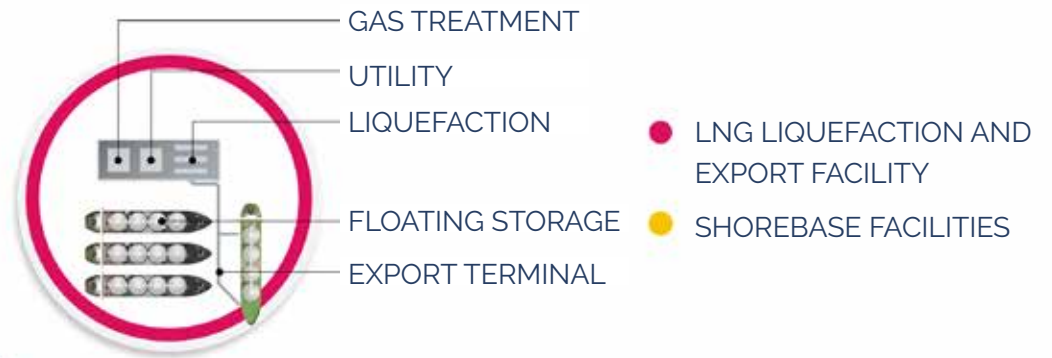 GAS TREATMENT
UTILITY
LIQUEFACTION
FLOATING STORAGE
EXPORT TERMINAL
LNG LIQUEFACTION AND
EXPORT FACILITY
SHOREBASE FACILITIES